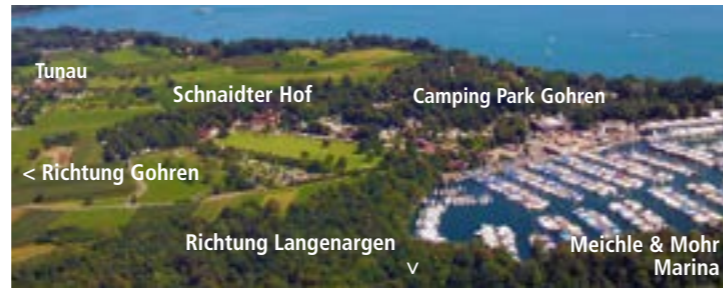 Tunau
Schnaidter Hof
Camping Park Gohren
< Richtung Gohren
Richtung Langenargen
v
Meichle & Mohr
Marina